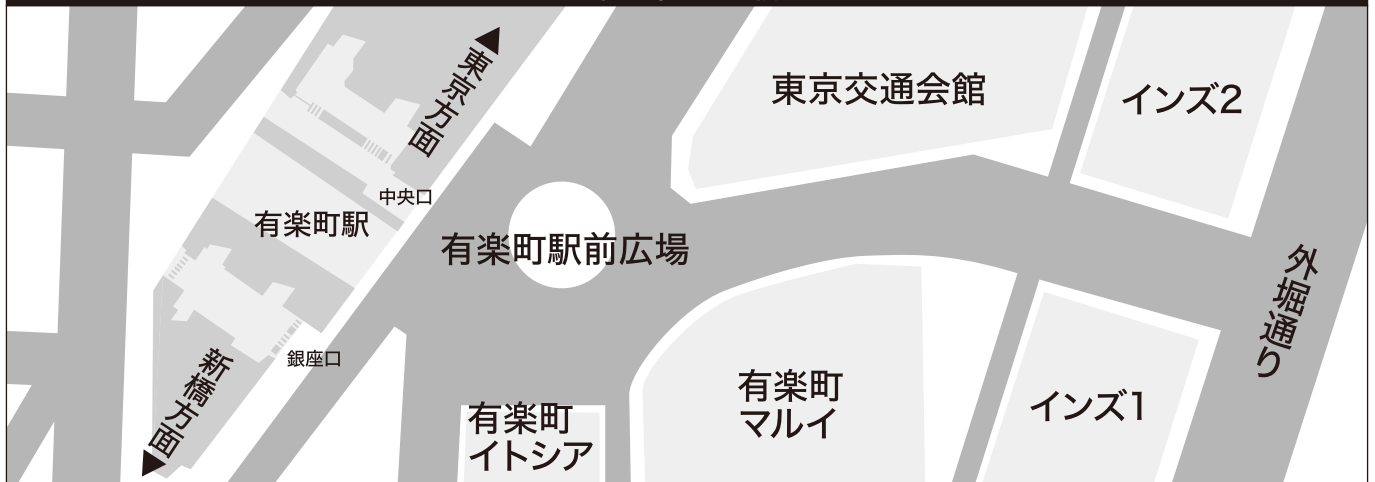 東京方面
東京交通会館
インズ2
中央口
有楽町駅
有楽町駅前広場
外堀通り
新橋方面
銀座口
有楽町
マルイ
インズ1
有楽町
イトシア